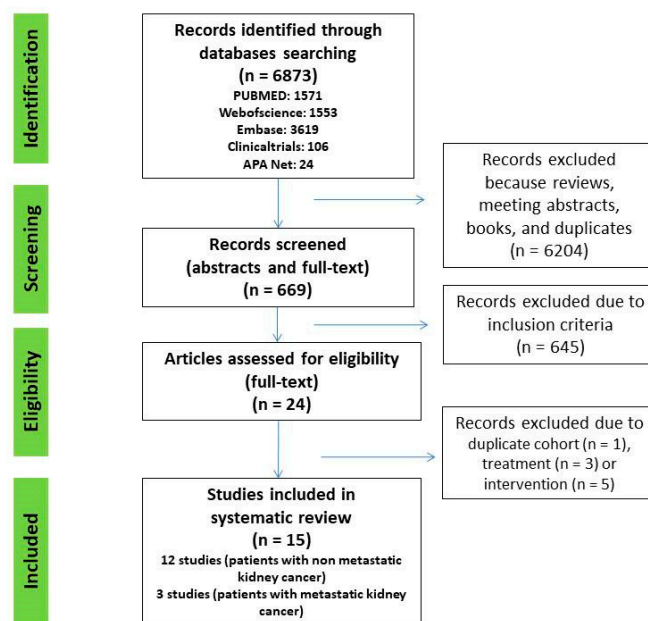 Identification
Records identified through
databases searching
(n = 6873)
PUBMED: 1571
Webofscience: 1553
Embase: 3619
Clinicaltrials: 106
APA Net: 24
Records excluded
because reviews,
meeting abstracts,
books, and duplicates
(n = 6204)
Screening
Records screened
(abstracts and full-text)
(n = 669)
Records excluded due to
inclusion criteria
(n = 645)
Eligibility
Articles assessed for eligibility
(full-text)
(n = 24)
Records excluded due to
duplicate cohort (n = 1),
treatment (n = 3) or
intervention (n = 5)
Included
Studies included in
systematic review
(n = 15)
12 studies (patients with non metastatic
kidney cancer)
3 studies (patients with metastatic kidney
cancer)